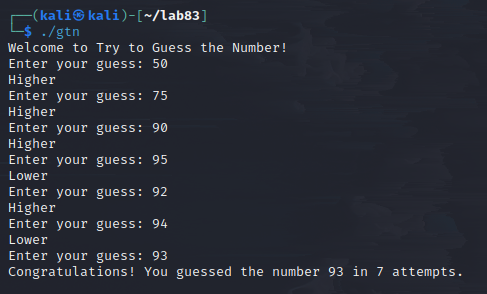 ┌──(kali㉿kali)-[~/lab83]
└─$ ./gtn
Welcome to Try to Guess the Number!
Enter your guess: 50
Higher
Enter your guess: 75
Higher
Enter your guess: 90
Higher
Enter your guess: 95
Lower
Enter your guess: 92
Higher
Enter your guess: 94
Lower
Enter your guess: 93
Congratulations! You guessed the number 93 in 7 attempts.